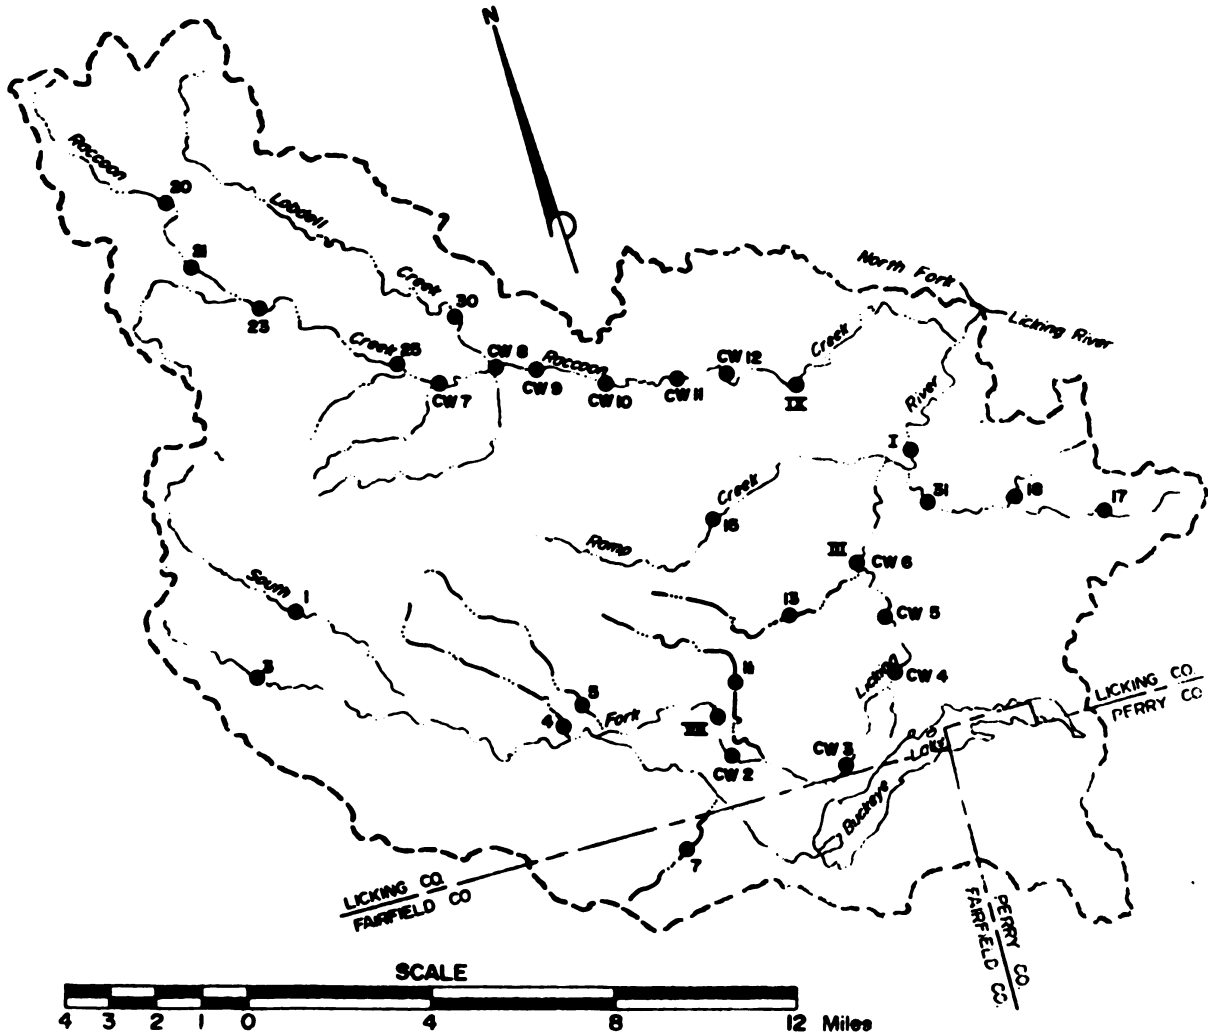 N
Raccoon
20
Lobdell
21
23
Creek
30
North Fork
Licking River
Creek 25
CW 8
Raccoon
CW 7
CW 9
CW 10
CW 11
CW 12
Creek
IX
River
I
31
18
17
Creek
15
Ramp
III
CW 6
South
1
13
CW 5
3
11
Licking
CW 4
LICKING CO.
PERRY CO
5
4
Fork
CW 2
CW 3
Lake
Buckeye
7
LICKING CO.
FAIRFIELD CO
PERRY CO.
FAIRFIELD CO.
SCALE
4 3 2 1 0 4 8 12 Miles